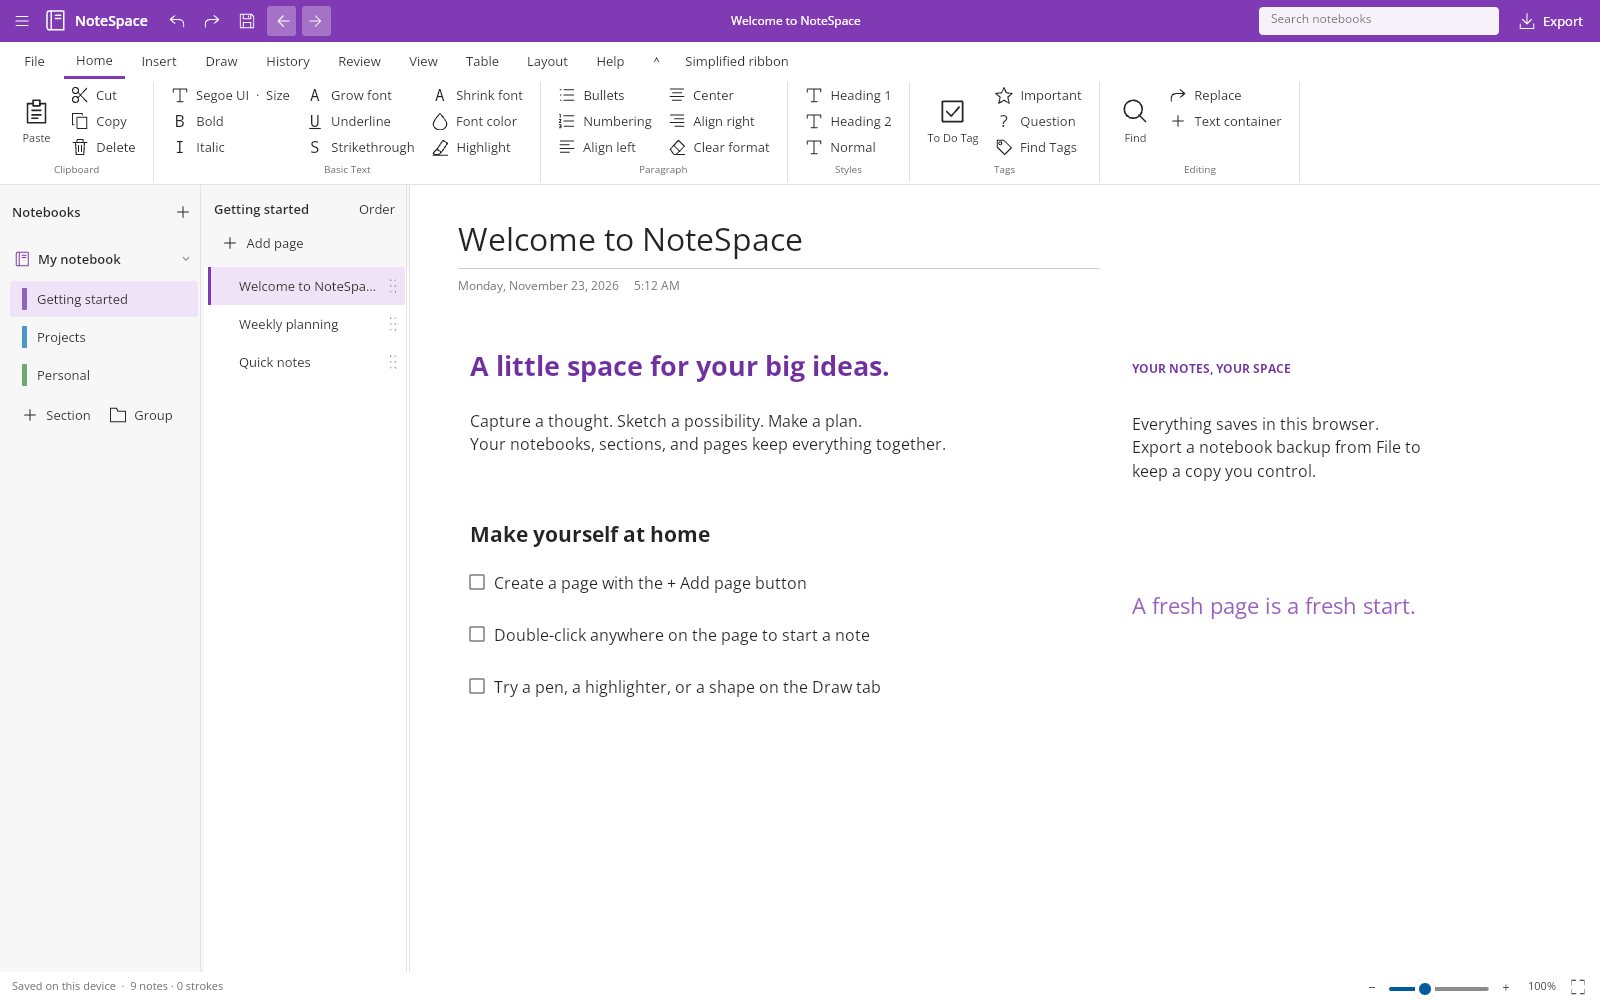 NoteSpace
Welcome to NoteSpace
Search notebooks
Export
File Home Insert Draw History Review View Table Layout Help ^ Simplified ribbon
Paste
Cut
Copy
Delete
Clipboard
Segoe UI · Size
Bold
Italic
Grow font
Underline
Strikethrough
Shrink font
Font color
Highlight
Basic Text
Bullets
Numbering
Align left
Center
Align right
Clear format
Paragraph
Heading 1
Heading 2
Normal
Styles
To Do Tag
Important
Question
Find Tags
Tags
Find
Replace
Text container
Editing
Notebooks
My notebook
Getting started
Projects
Personal
Section
Group
Getting started
Order
Add page
Welcome to NoteSpa...
Weekly planning
Quick notes
Welcome to NoteSpace
Monday, November 23, 2026 5:12 AM
A little space for your big ideas.
Capture a thought. Sketch a possibility. Make a plan.
Your notebooks, sections, and pages keep everything together.
Make yourself at home
Create a page with the + Add page button
Double-click anywhere on the page to start a note
Try a pen, a highlighter, or a shape on the Draw tab
YOUR NOTES, YOUR SPACE
Everything saves in this browser.
Export a notebook backup from File to
keep a copy you control.
A fresh page is a fresh start.
Saved on this device · 9 notes · 0 strokes
− + 100%